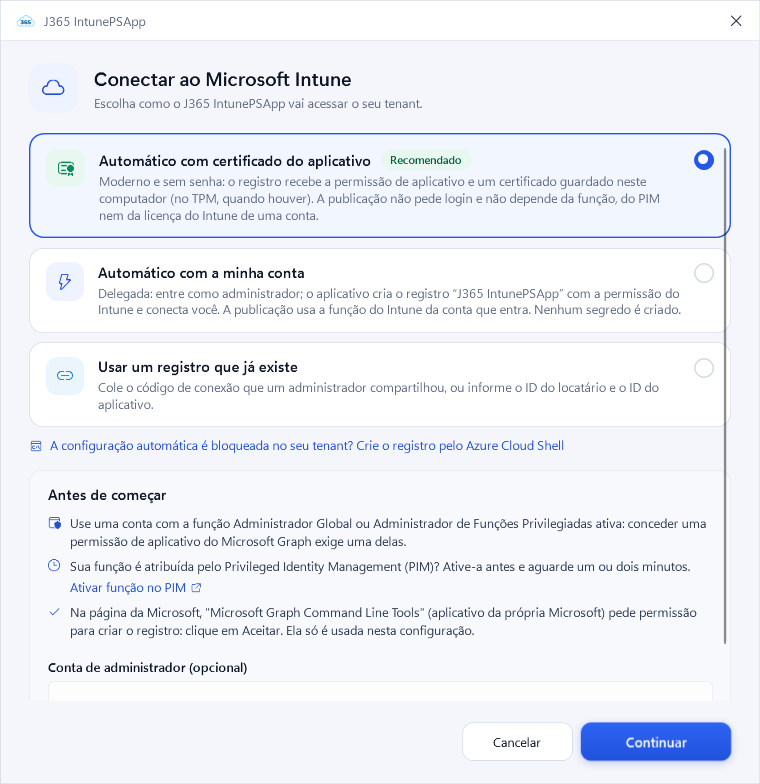 J365 IntunePSApp
Conectar ao Microsoft Intune
Escolha como o J365 IntunePSApp vai acessar o seu tenant.
Automático com certificado do aplicativo Recomendado
Moderno e sem senha: o registro recebe a permissão de aplicativo e um certificado guardado neste
computador (no TPM, quando houver). A publicação não pede login e não depende da função, do PIM
nem da licença do Intune de uma conta.
Automático com a minha conta
Delegada: entre como administrador; o aplicativo cria o registro “J365 IntunePSApp” com a permissão do
Intune e conecta você. A publicação usa a função do Intune da conta que entra. Nenhum segredo é criado.
Usar um registro que já existe
Cole o código de conexão que um administrador compartilhou, ou informe o ID do locatário e o ID do
aplicativo.
A configuração automática é bloqueada no seu tenant? Crie o registro pelo Azure Cloud Shell
Antes de começar
Use uma conta com a função Administrador Global ou Administrador de Funções Privilegiadas ativa: conceder uma
permissão de aplicativo do Microsoft Graph exige uma delas.
Sua função é atribuída pelo Privileged Identity Management (PIM)? Ative-a antes e aguarde um ou dois minutos.
Ativar função no PIM
Na página da Microsoft, "Microsoft Graph Command Line Tools" (aplicativo da própria Microsoft) pede permissão
para criar o registro: clique em Aceitar. Ela só é usada nesta configuração.
Conta de administrador (opcional)
Cancelar
Continuar